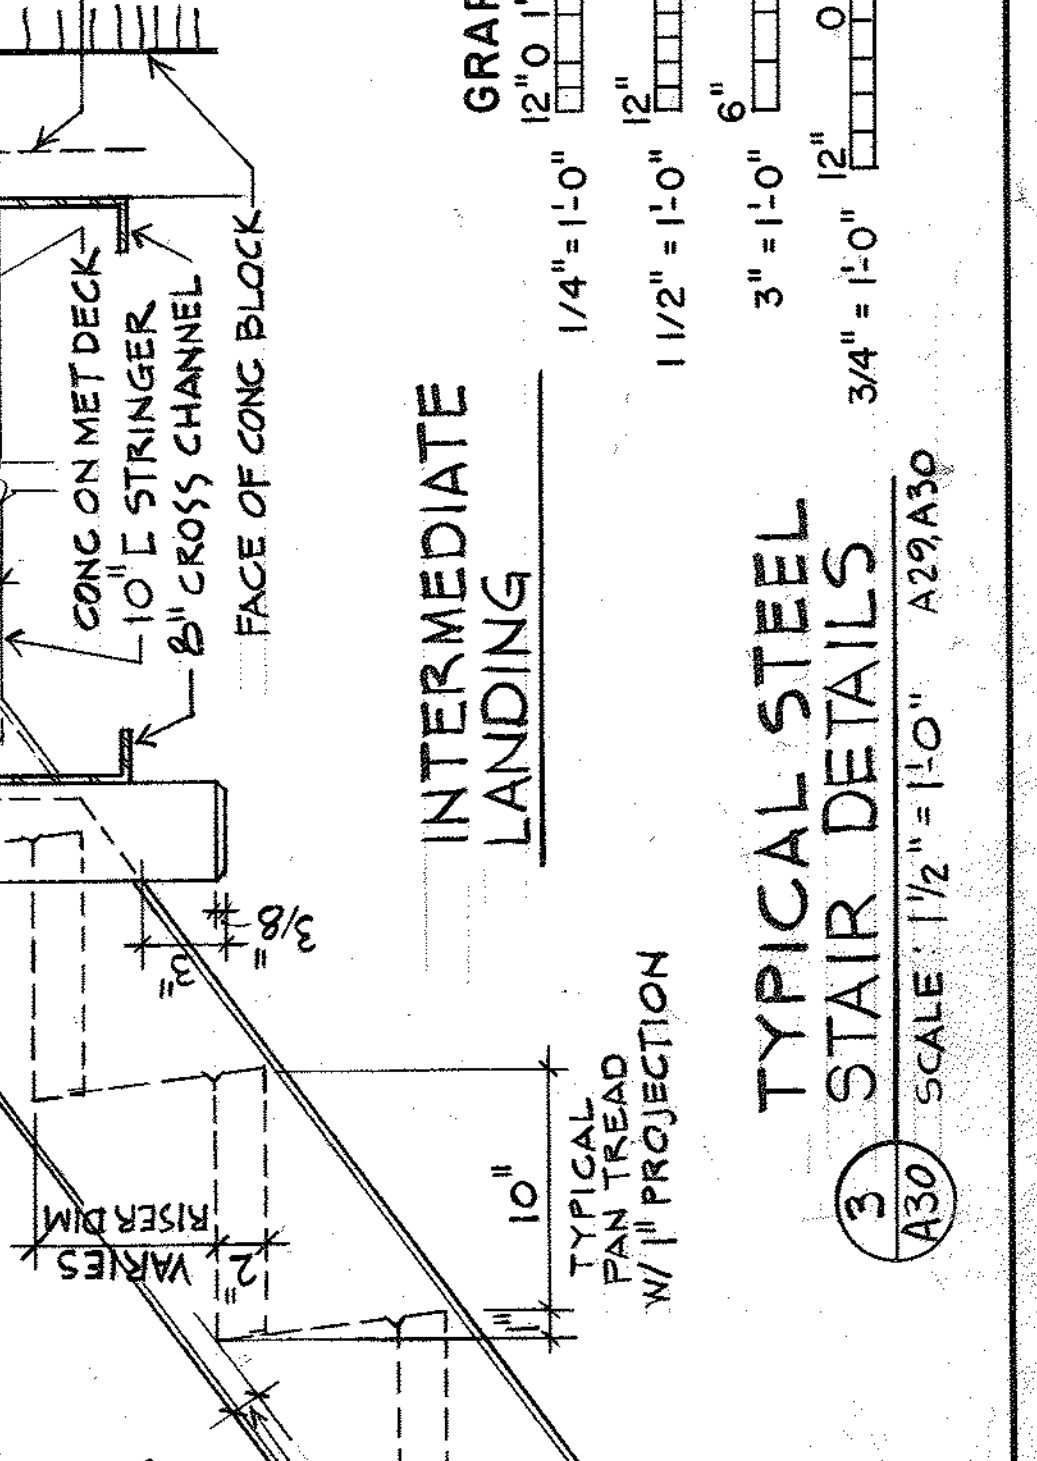 CONC ON MET DECK
10" [ STRINGER
8" CROSS CHANNEL
FACE OF CONC BLOCK
INTERMEDIATE
LANDING
3/8"
3"
VARIES
RISER DIM
2"
10"
1"
TYPICAL
PAN TREAD
W/ 1" PROJECTION
12" 0 1'
1/4" = 1'-0"
12"
1 1/2" = 1'-0"
6"
3" = 1'-0"
12" 0
3/4" = 1'-0"
TYPICAL STEEL
STAIR DETAILS
SCALE: 1 1/2" = 1'-0" A29, A30
3
A30